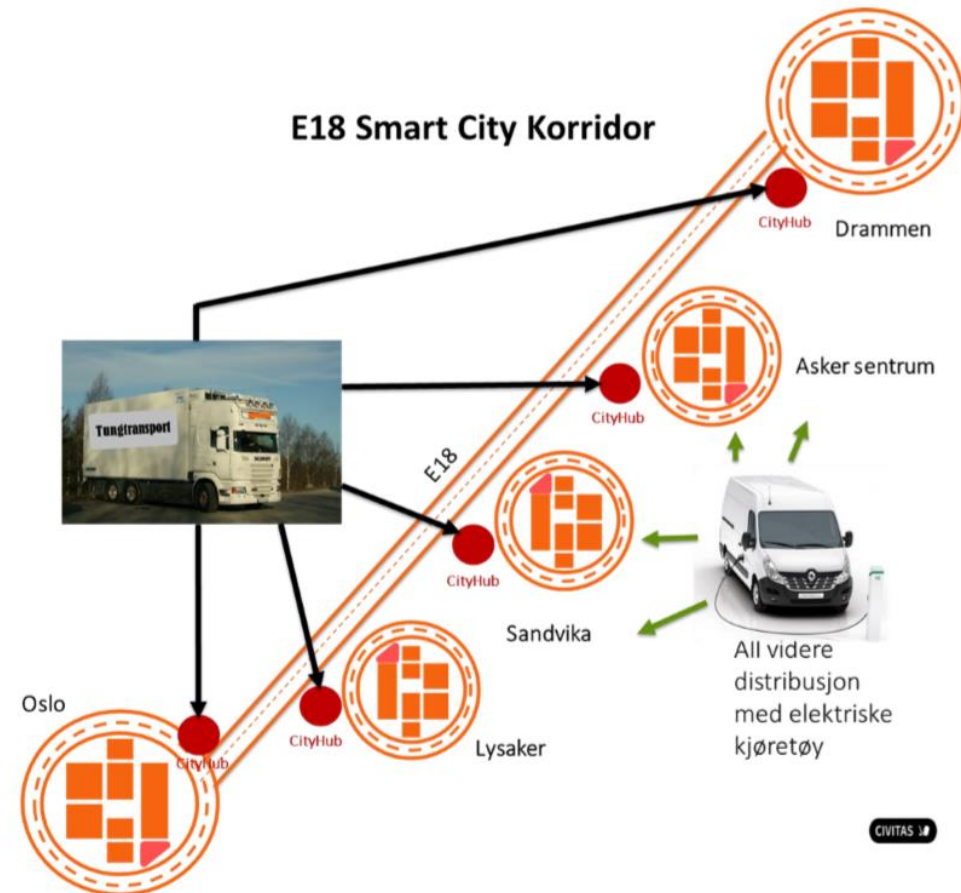 E18 Smart City Korridor
CityHub
Drammen
Tungtransport
CityHub
Asker sentrum
E18
CityHub
Sandvika
All videre
distribusjon
med elektriske
kjøretøy
Oslo
CityHub
CityHub
Lysaker
CIVITAS